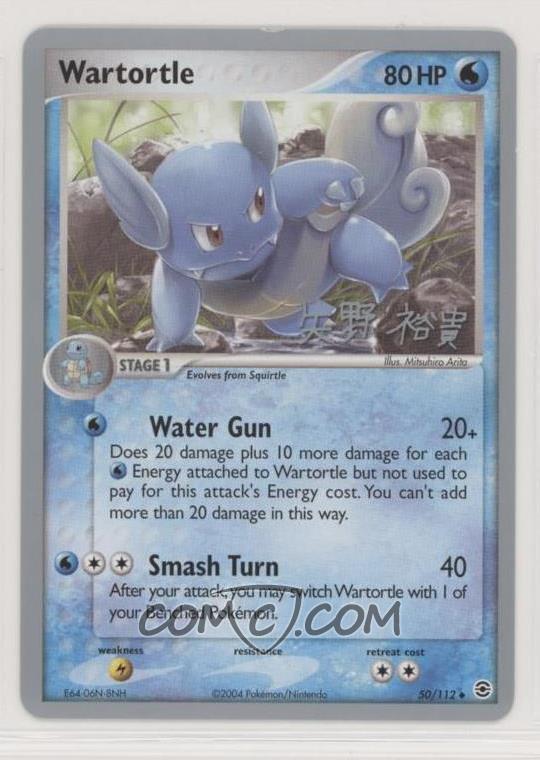 Wartortle 80 HP
矢野 裕貴
STAGE 1 Illus. Mitsuhiro Arita
Evolves from Squirtle
Water Gun 20+
Does 20 damage plus 10 more damage for each
Energy attached to Wartortle but not used to
pay for this attack's Energy cost. You can't add
more than 20 damage in this way.
Smash Turn 40
After your attack, you may switch Wartortle with 1 of
your Benched Pokémon.
COMC.COM
weakness resistance retreat cost
E64-06N-8NH ©2004 Pokémon/Nintendo 50/112